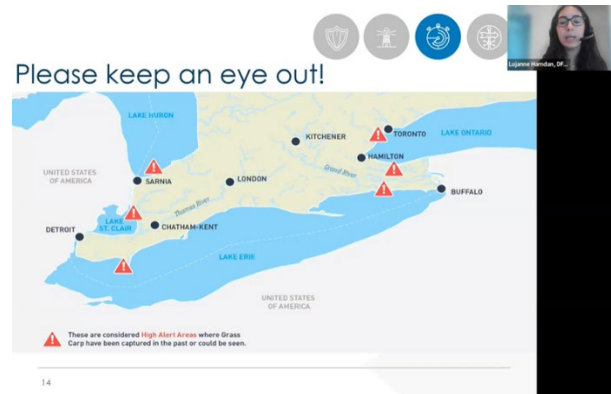 Lujanne Hamdan, DF...
Please keep an eye out!
LAKE HURON
KITCHENER
TORONTO
LAKE ONTARIO
HAMILTON
UNITED STATES
OF AMERICA
SARNIA
LONDON
Grand River
BUFFALO
Thames River
LAKE
ST. CLAIR
CHATHAM-KENT
DETROIT
LAKE ERIE
UNITED STATES
OF AMERICA
These are considered High Alert Areas where Grass
Carp have been captured in the past or could be seen.
14